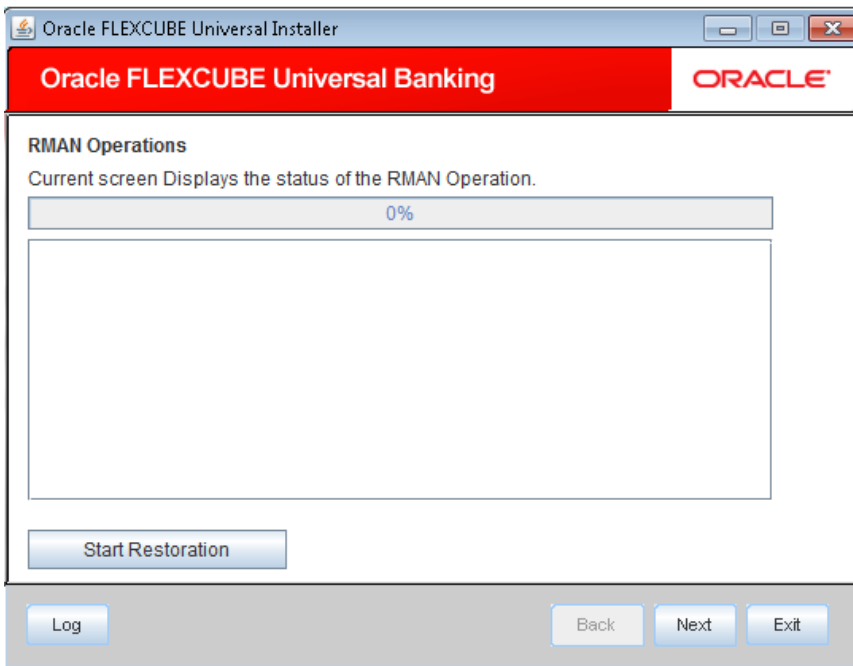 Oracle FLEXCUBE Universal Installer
Oracle FLEXCUBE Universal Banking
ORACLE®
RMAN Operations
Current screen Displays the status of the RMAN Operation.
0%
Start Restoration
Log Back Next Exit